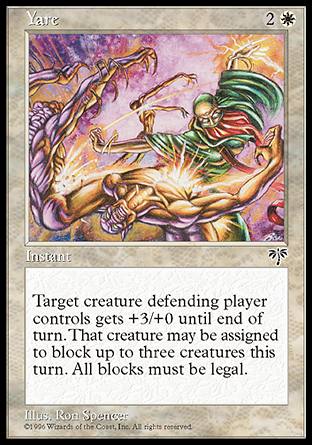 Yare 2
Instant
Target creature defending player
controls gets +3/+0 until end of
turn. That creature may be assigned
to block up to three creatures this
turn. All blocks must be legal.
Illus. Ron Spencer
©1996 Wizards of the Coast, Inc. All rights reserved.